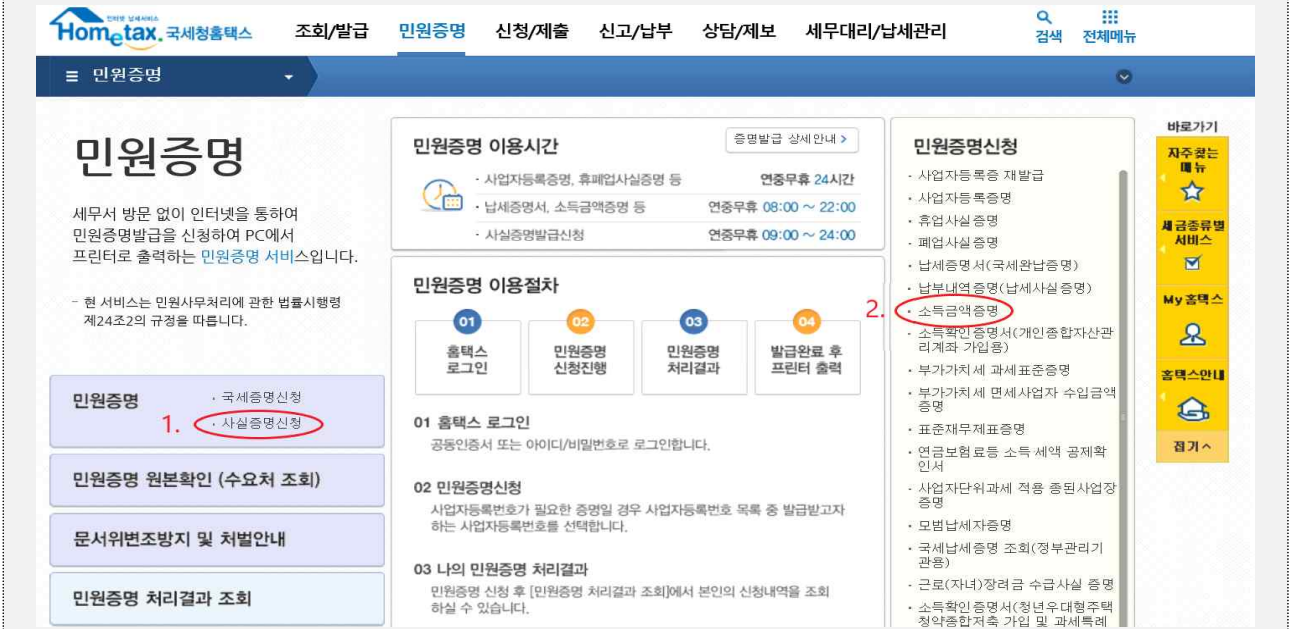 인터넷 납세서비스
Hometax. 국세청홈택스
조회/발급 민원증명 신청/제출 신고/납부 상담/제보 세무대리/납세관리
검색 전체메뉴
민원증명
민원증명
세무서 방문 없이 인터넷을 통하여
민원증명발급을 신청하여 PC에서
프린터로 출력하는 민원증명 서비스입니다.
- 현 서비스는 민원사무처리에 관한 법률시행령
제24조2의 규정을 따릅니다.
민원증명
· 국세증명신청
1. · 사실증명신청
민원증명 원본확인 (수요처 조회)
문서위변조방지 및 처벌안내
민원증명 처리결과 조회
민원증명 이용시간
증명발급 상세안내 >
· 사업자등록증명, 휴폐업사실증명 등 연중무휴 24시간
· 납세증명서, 소득금액증명 등 연중무휴 08:00 ~ 22:00
· 사실증명발급신청 연중무휴 09:00 ~ 24:00
민원증명 이용절차
01 02 03 04
홈택스 민원증명 민원증명 발급완료 후
로그인 신청진행 처리결과 프린터 출력
01 홈택스 로그인
공동인증서 또는 아이디/비밀번호로 로그인합니다.
02 민원증명신청
사업자등록번호가 필요한 증명일 경우 사업자등록번호 목록 중 발급받고자
하는 사업자등록번호를 선택합니다.
03 나의 민원증명 처리결과
민원증명 신청 후 [민원증명 처리결과 조회]에서 본인의 신청내역을 조회
하실 수 있습니다.
민원증명신청
· 사업자등록증 재발급
· 사업자등록증명
· 휴업사실증명
· 폐업사실증명
· 납세증명서(국세완납증명)
· 납부내역증명(납세사실증명)
2. · 소득금액증명
· 소득확인증명서(개인종합자산관
리계좌 가입용)
· 부가가치세 과세표준증명
· 부가가치세 면세사업자 수입금액
증명
· 표준재무제표증명
· 연금보험료등 소득 세액 공제확
인서
· 사업자단위과세 적용 종된사업장
증명
· 모범납세자증명
· 국세납세증명 조회(정부관리기
관용)
· 근로(자녀)장려금 수급사실 증명
· 소득확인증명서(청년우대형주택
청약종합저축 가입 및 과세특례
바로가기
자주찾는
메뉴
세금종류별
서비스
My홈택스
홈택스안내
접기 ^